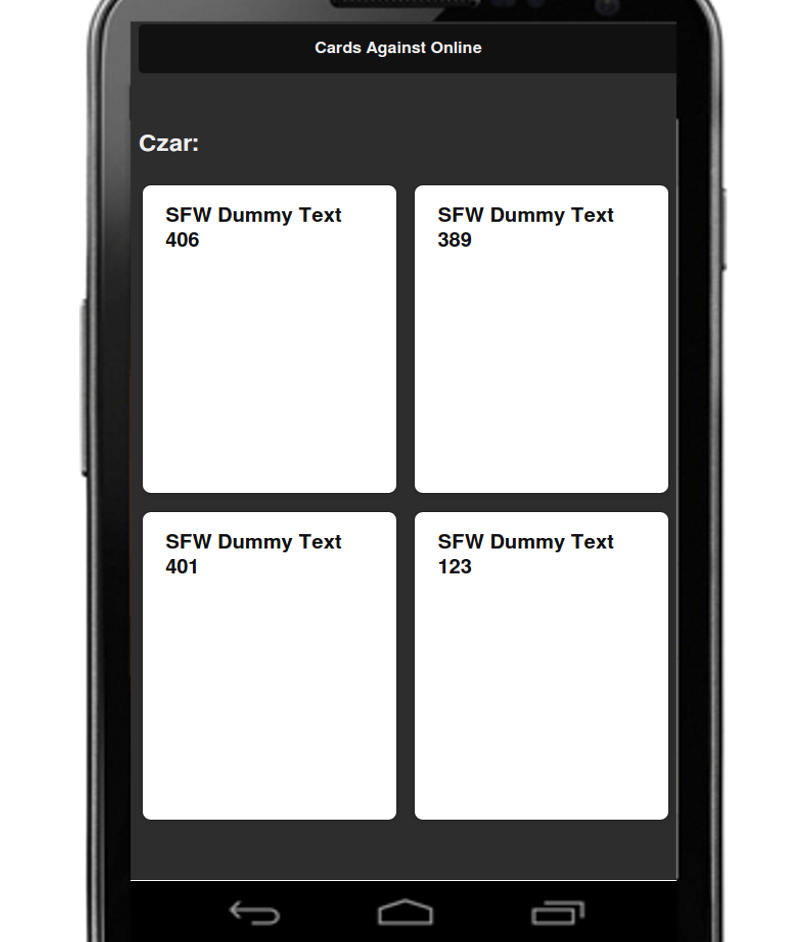 Cards Against Online
Czar:
SFW Dummy Text
406
SFW Dummy Text
389
SFW Dummy Text
401
SFW Dummy Text
123